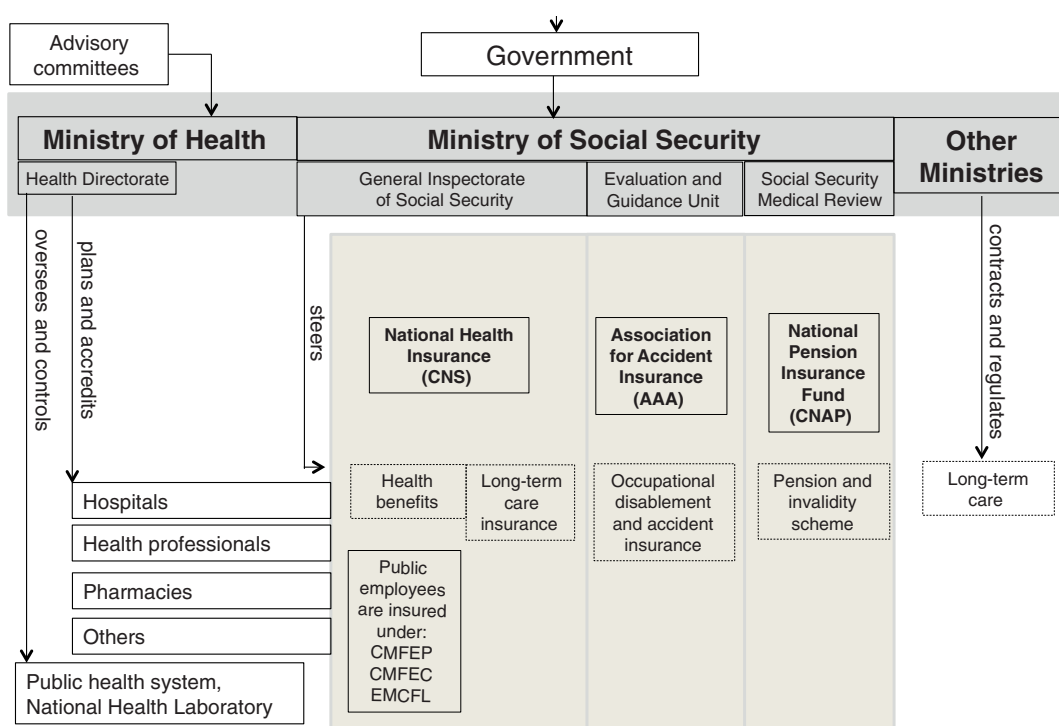 Advisory
committees
Government
Ministry of Health
Ministry of Social Security
Other
Ministries
Health Directorate
General Inspectorate
of Social Security
Evaluation and
Guidance Unit
Social Security
Medical Review
oversees and controls
plans and accredits
steers
contracts and regulates
National Health
Insurance
(CNS)
Association
for Accident
Insurance
(AAA)
National
Pension
Insurance
Fund
(CNAP)
Hospitals
Health professionals
Pharmacies
Others
Public health system,
National Health Laboratory
Health
benefits
Long-term
care
insurance
Occupational
disablement
and accident
insurance
Pension and
invalidity
scheme
Long-term
care
Public
employees
are insured
under:
CMFEP
CMFEC
EMCFL